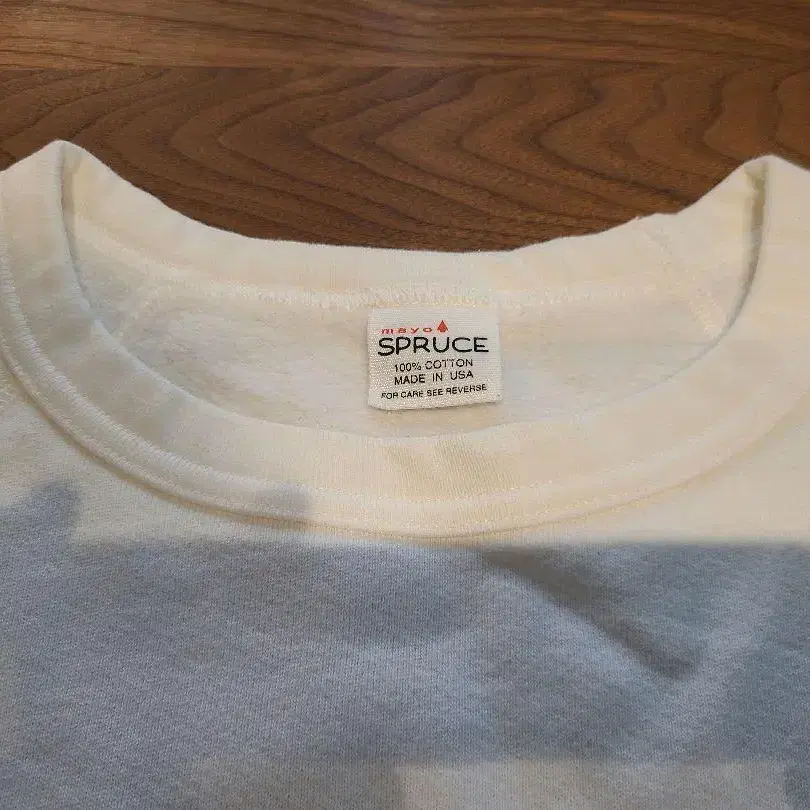 mayo
SPRUCE
100% COTTON
MADE IN USA
FOR CARE SEE REVERSE